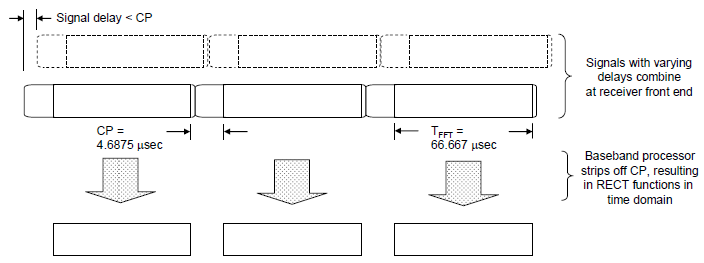 Signal delay < CP
Signals with varying
delays combine
at receiver front end
CP =
4.6875 μsec
TFFT =
66.667 μsec
Baseband processor
strips off CP, resulting
in RECT functions in
time domain